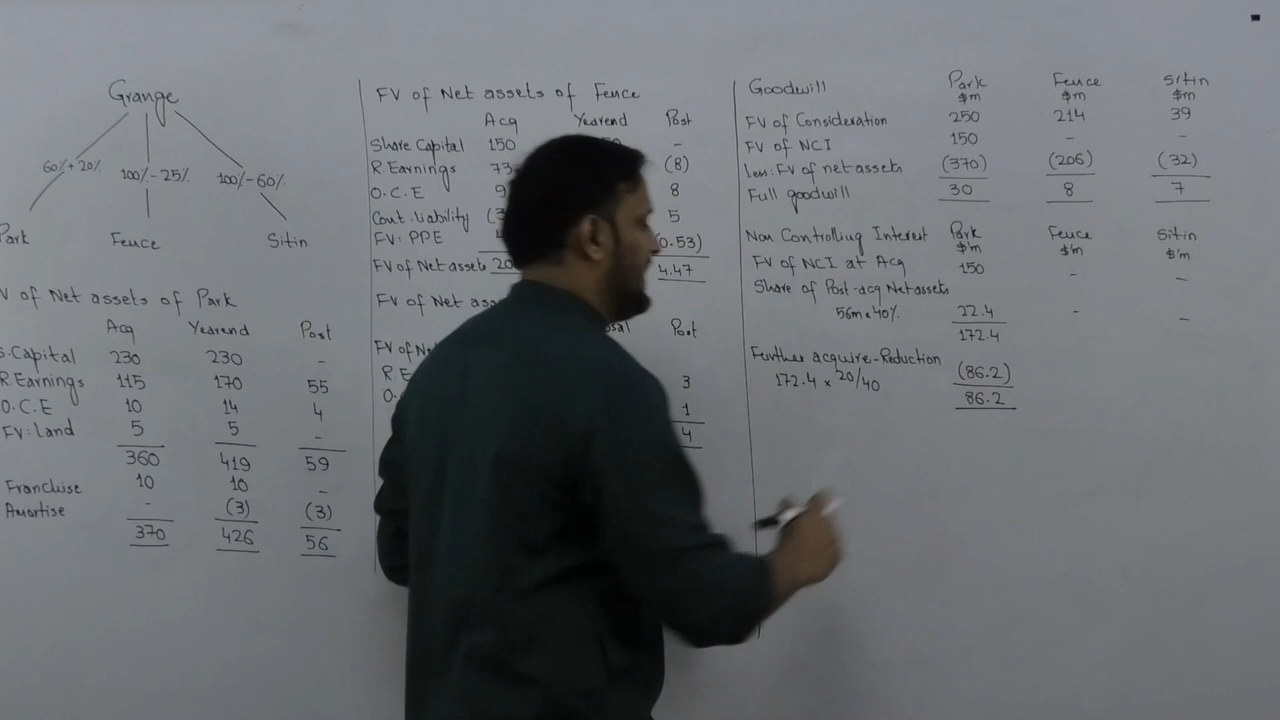 Grange
60%+20%
100%-25%
100%-60%
Park
Fence
Sitin
V of Net assets of Park
Acq Yearend Post
S.Capital 230 230 -
R.Earnings 115 170 55
O.C.E 10 14 4
FV: Land 5 5 -
360 419 59
Franchise 10 10 -
Amortise - (3) (3)
370 426 56
FV of Net assets of Fence
Acq Yearend Post
Share Capital 150 -
R.Earnings 73 (8)
O.C.E 9 8
Cont. liability 5
FV: PPE 0.53)
FV of Net assets 20 4.47
FV of Net ass
Post
FV of Ne
R.E 3
O. 1
4
Goodwill Park Fence Sitin
$m $m $m
FV of Consideration 250 214 39
FV of NCI 150 - -
less: FV of net assets (370) (206) (32)
Full goodwill 30 8 7
Non Controlling Interest Park Fence Sitin
$'m $'m $'m
FV of NCI at Acq 150 - -
Share of Post-acq Net assets
56m x 40% 22.4 - -
172.4
Further acquire-Reduction (86.2)
172.4 x 20/40
86.2